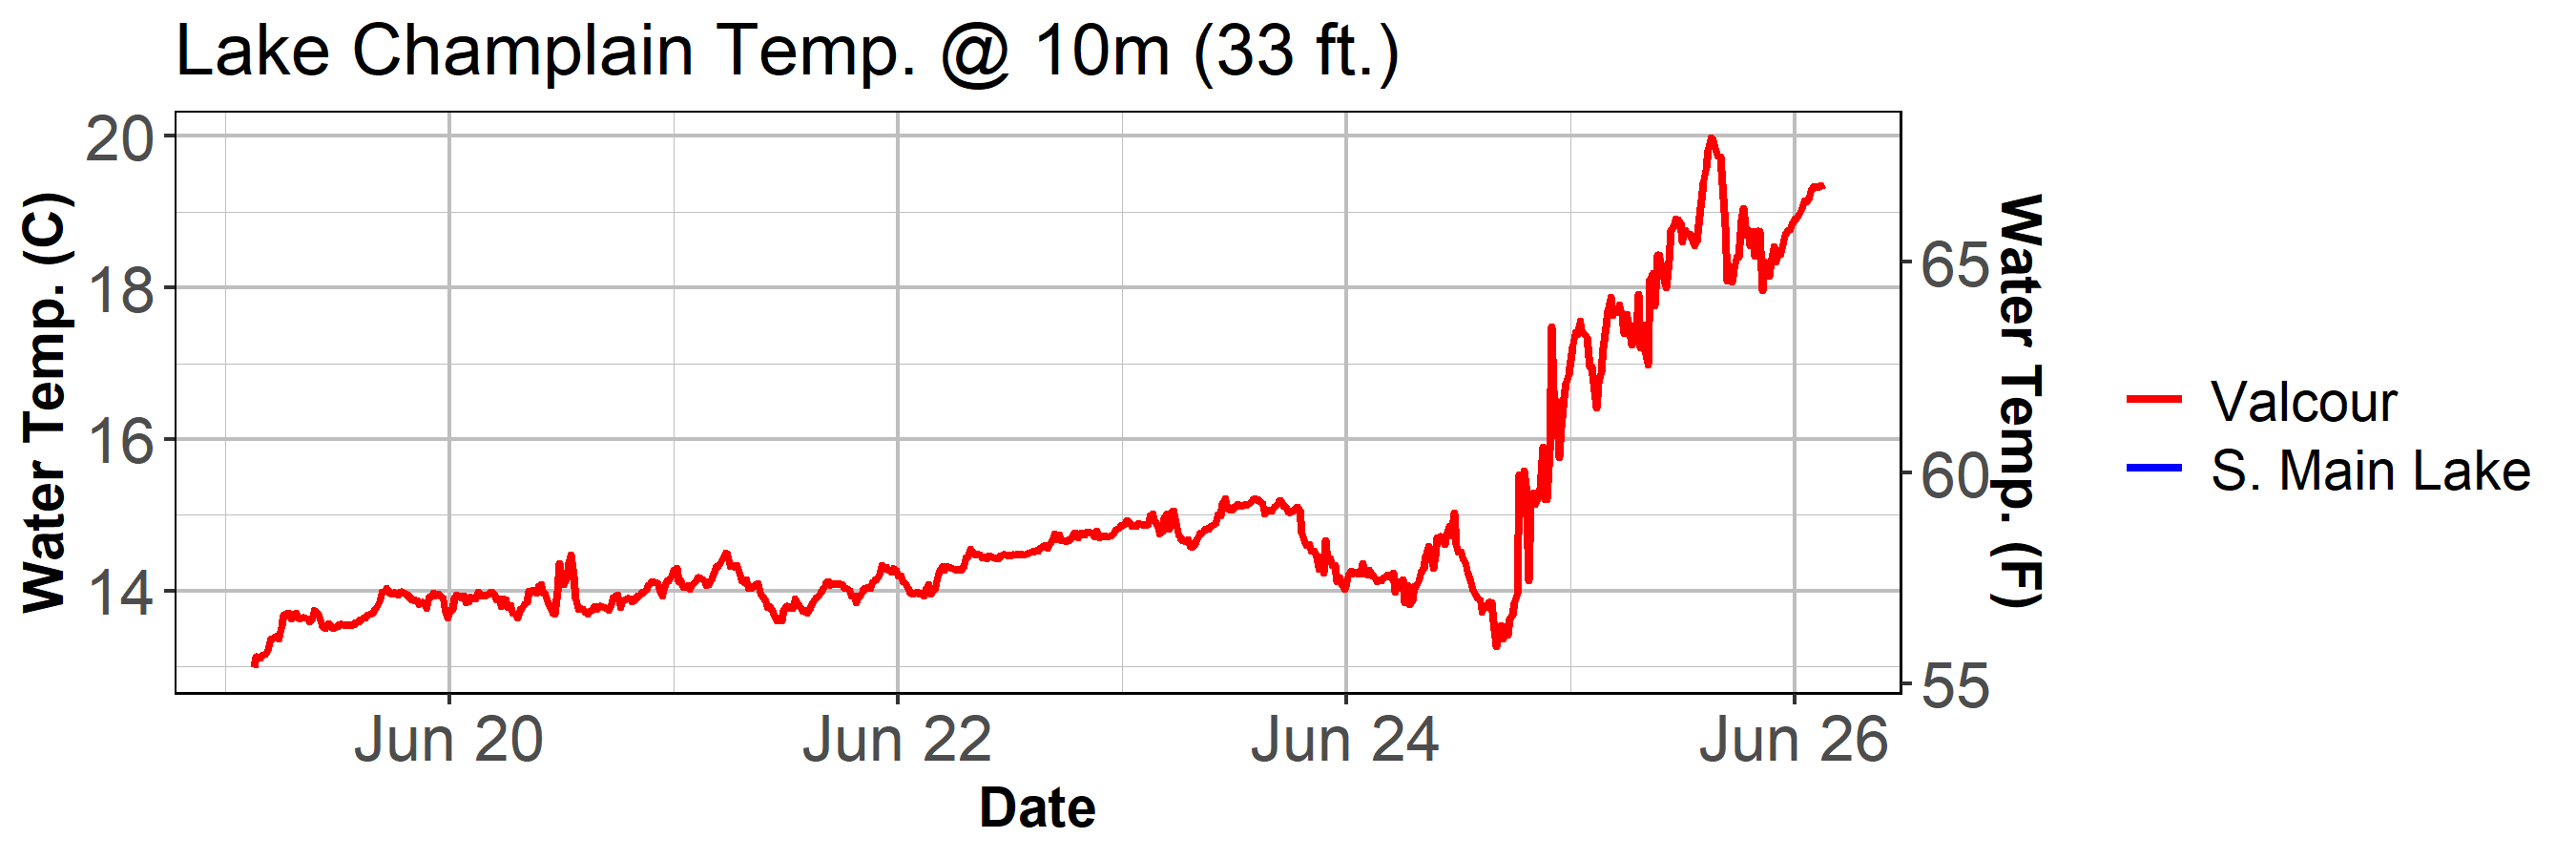 Lake Champlain Temp. @ 10m (33 ft.)
Water Temp. (C)
20
18
16
14
65
60
55
Water Temp. (F)
Jun 20
Jun 22
Jun 24
Jun 26
Date
Valcour
S. Main Lake